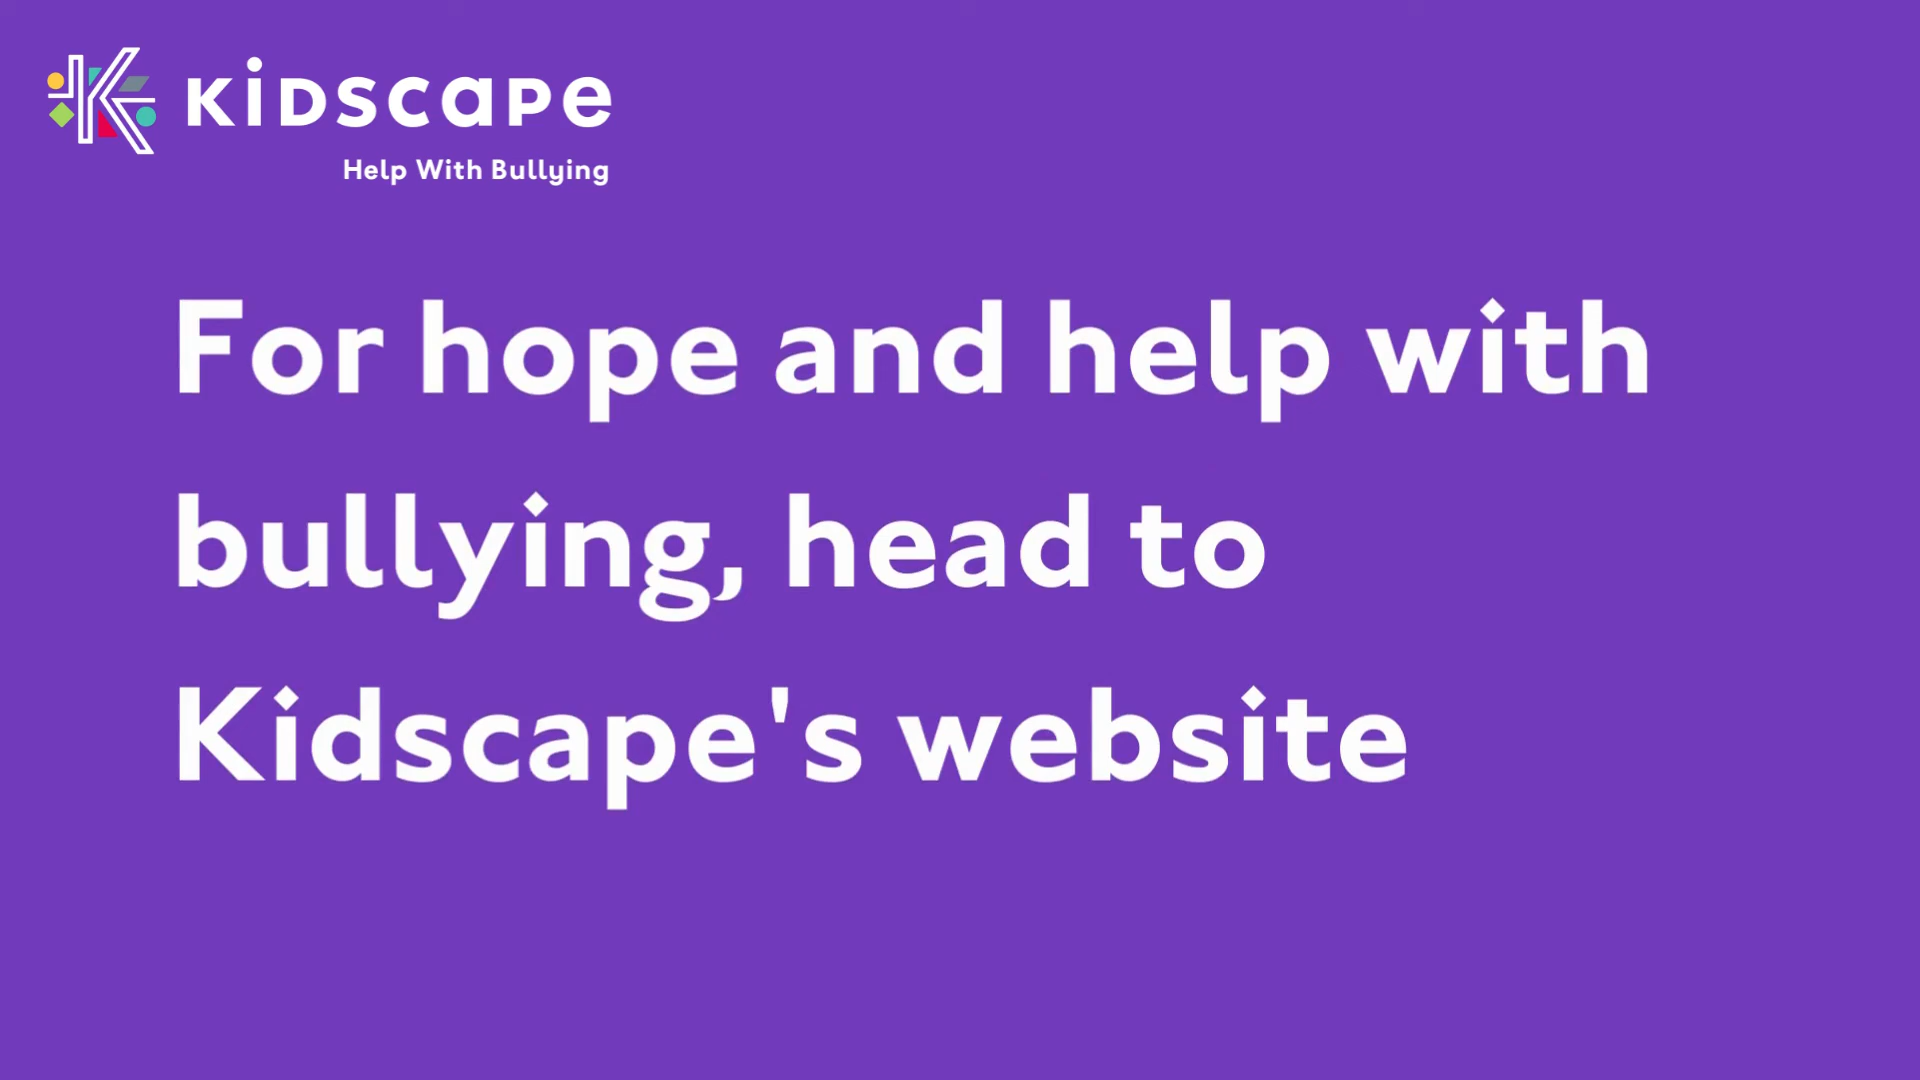 Kidscape
Help With Bullying
For hope and help with
bullying, head to
Kidscape's website